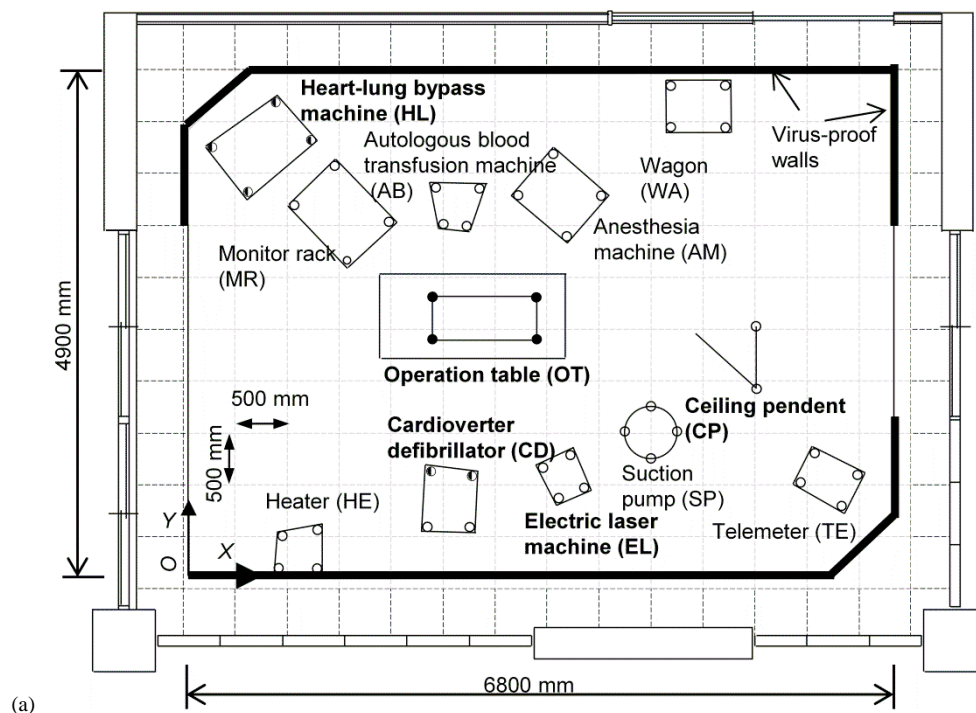 Heart-lung bypass
machine (HL)
Autologous blood
transfusion machine
(AB)
Virus-proof
walls
Wagon
(WA)
Anesthesia
machine (AM)
Monitor rack
(MR)
4900 mm
Operation table (OT)
500 mm
500 mm
Ceiling pendent
(CP)
Cardioverter
defibrillator (CD)
Suction
pump (SP)
Heater (HE)
Electric laser
machine (EL)
Telemeter (TE)
Y
X
O
6800 mm
(a)